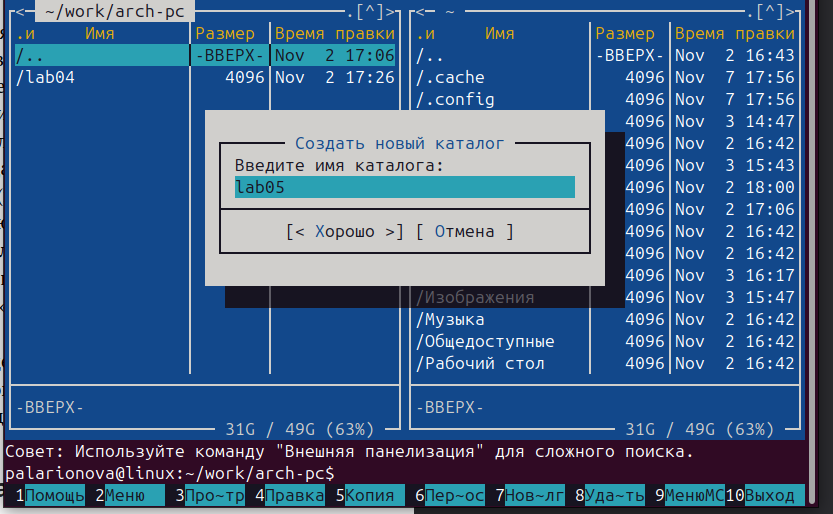 <─ ~/work/arch-pc ─.[^]> <─ ~ ─.[^]>
.и Имя Размер Время правки .и Имя Размер Время правки
/.. -ВВЕРХ- Nov 2 17:06 /.. -ВВЕРХ- Nov 2 16:43
/lab04 4096 Nov 2 17:26 /.cache 4096 Nov 7 17:56
/.config 4096 Nov 7 17:56
4096 Nov 3 14:47
Создать новый каталог 4096 Nov 2 16:42
Введите имя каталога: 4096 Nov 3 15:43
lab05 4096 Nov 2 18:00
4096 Nov 2 17:06
[< Хорошо >] [ Отмена ] 4096 Nov 2 16:42
4096 Nov 2 16:42
4096 Nov 3 16:17
/Изображения 4096 Nov 3 15:47
/Музыка 4096 Nov 2 16:42
/Общедоступные 4096 Nov 2 16:42
/Рабочий стол 4096 Nov 2 16:42
-ВВЕРХ- -ВВЕРХ-
31G / 49G (63%) 31G / 49G (63%)
Совет: Используйте команду "Внешняя панелизация" для сложного поиска.
palarionova@linux:~/work/arch-pc$
1Помощь 2Меню 3Про~тр 4Правка 5Копия 6Пер~ос 7Нов~лг 8Уда~ть 9МенюMC 10Выход